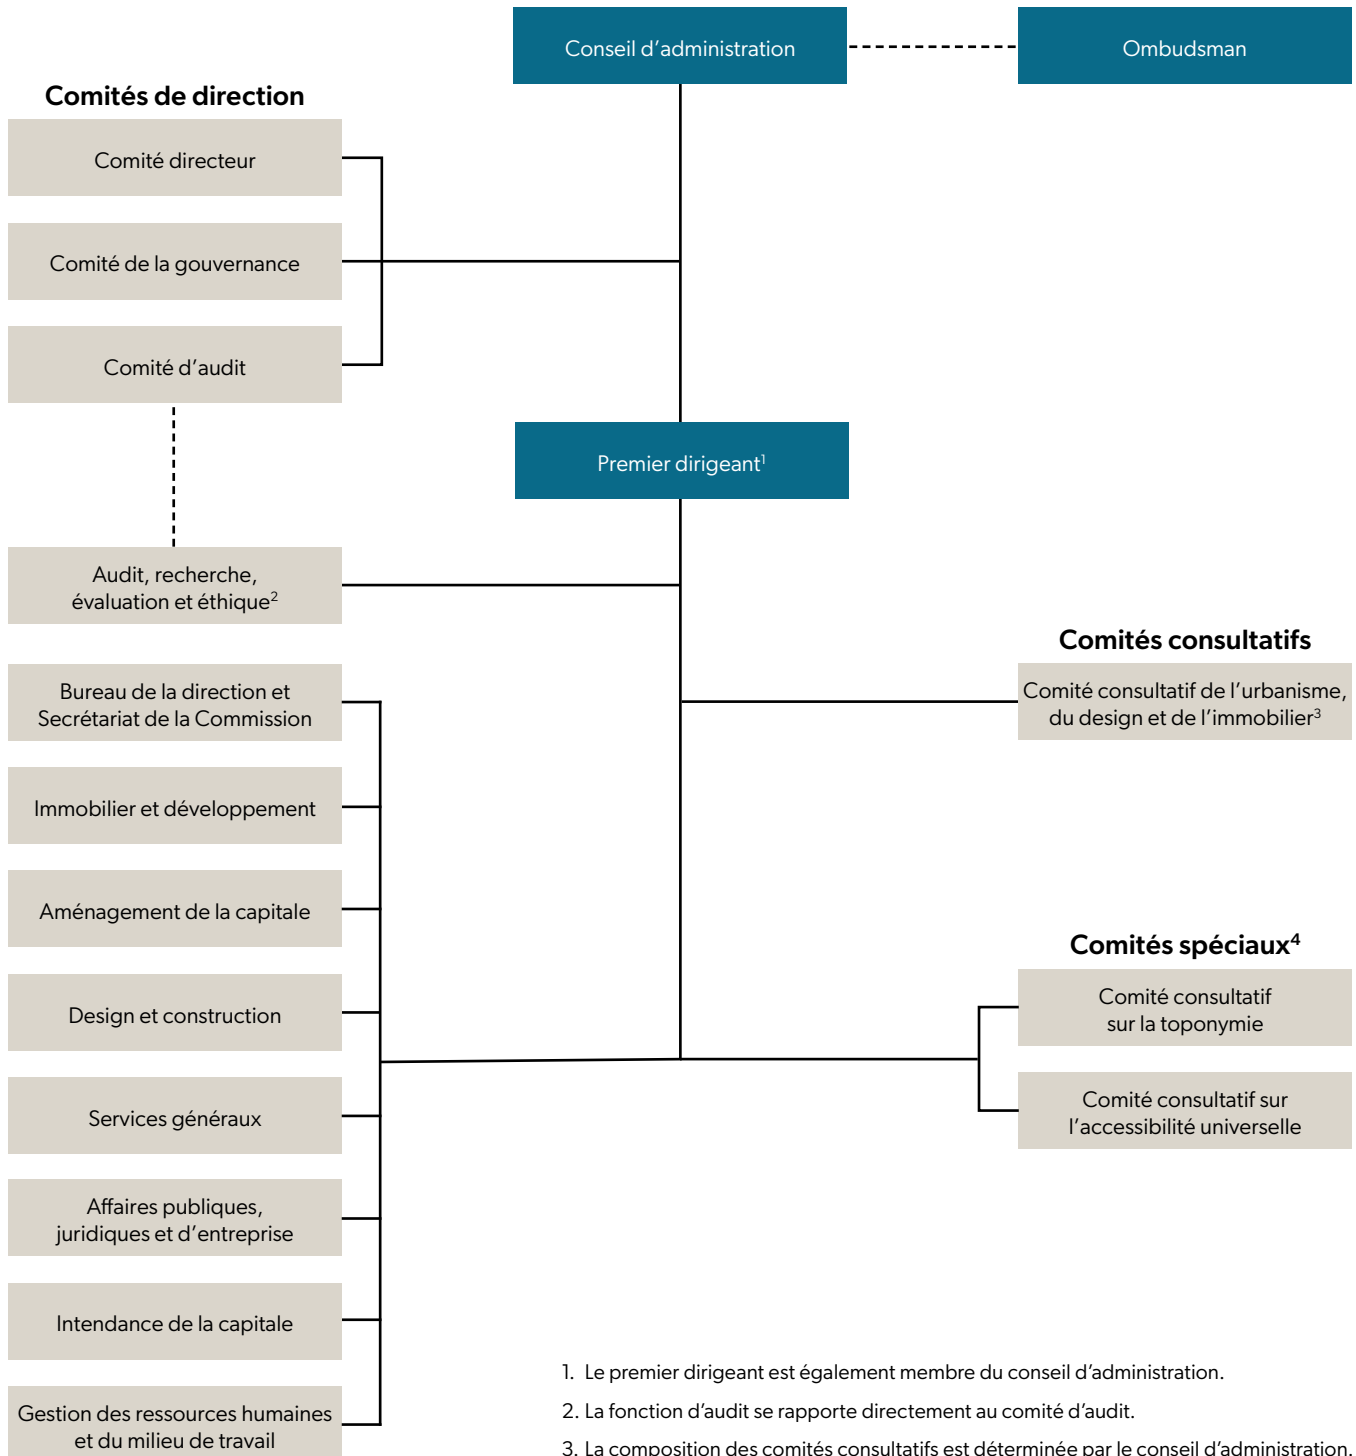 Conseil d’administration
Ombudsman
Comités de direction
Comité directeur
Comité de la gouvernance
Comité d’audit
Premier dirigeant¹
Audit, recherche,
évaluation et éthique²
Bureau de la direction et
Secrétariat de la Commission
Immobilier et développement
Aménagement de la capitale
Design et construction
Services généraux
Affaires publiques,
juridiques et d’entreprise
Intendance de la capitale
Gestion des ressources humaines
et du milieu de travail
Comités consultatifs
Comité consultatif de l’urbanisme,
du design et de l’immobilier³
Comités spéciaux⁴
Comité consultatif
sur la toponymie
Comité consultatif sur
l’accessibilité universelle
1. Le premier dirigeant est également membre du conseil d’administration.
2. La fonction d’audit se rapporte directement au comité d’audit.
3. La composition des comités consultatifs est déterminée par le conseil d’administration.